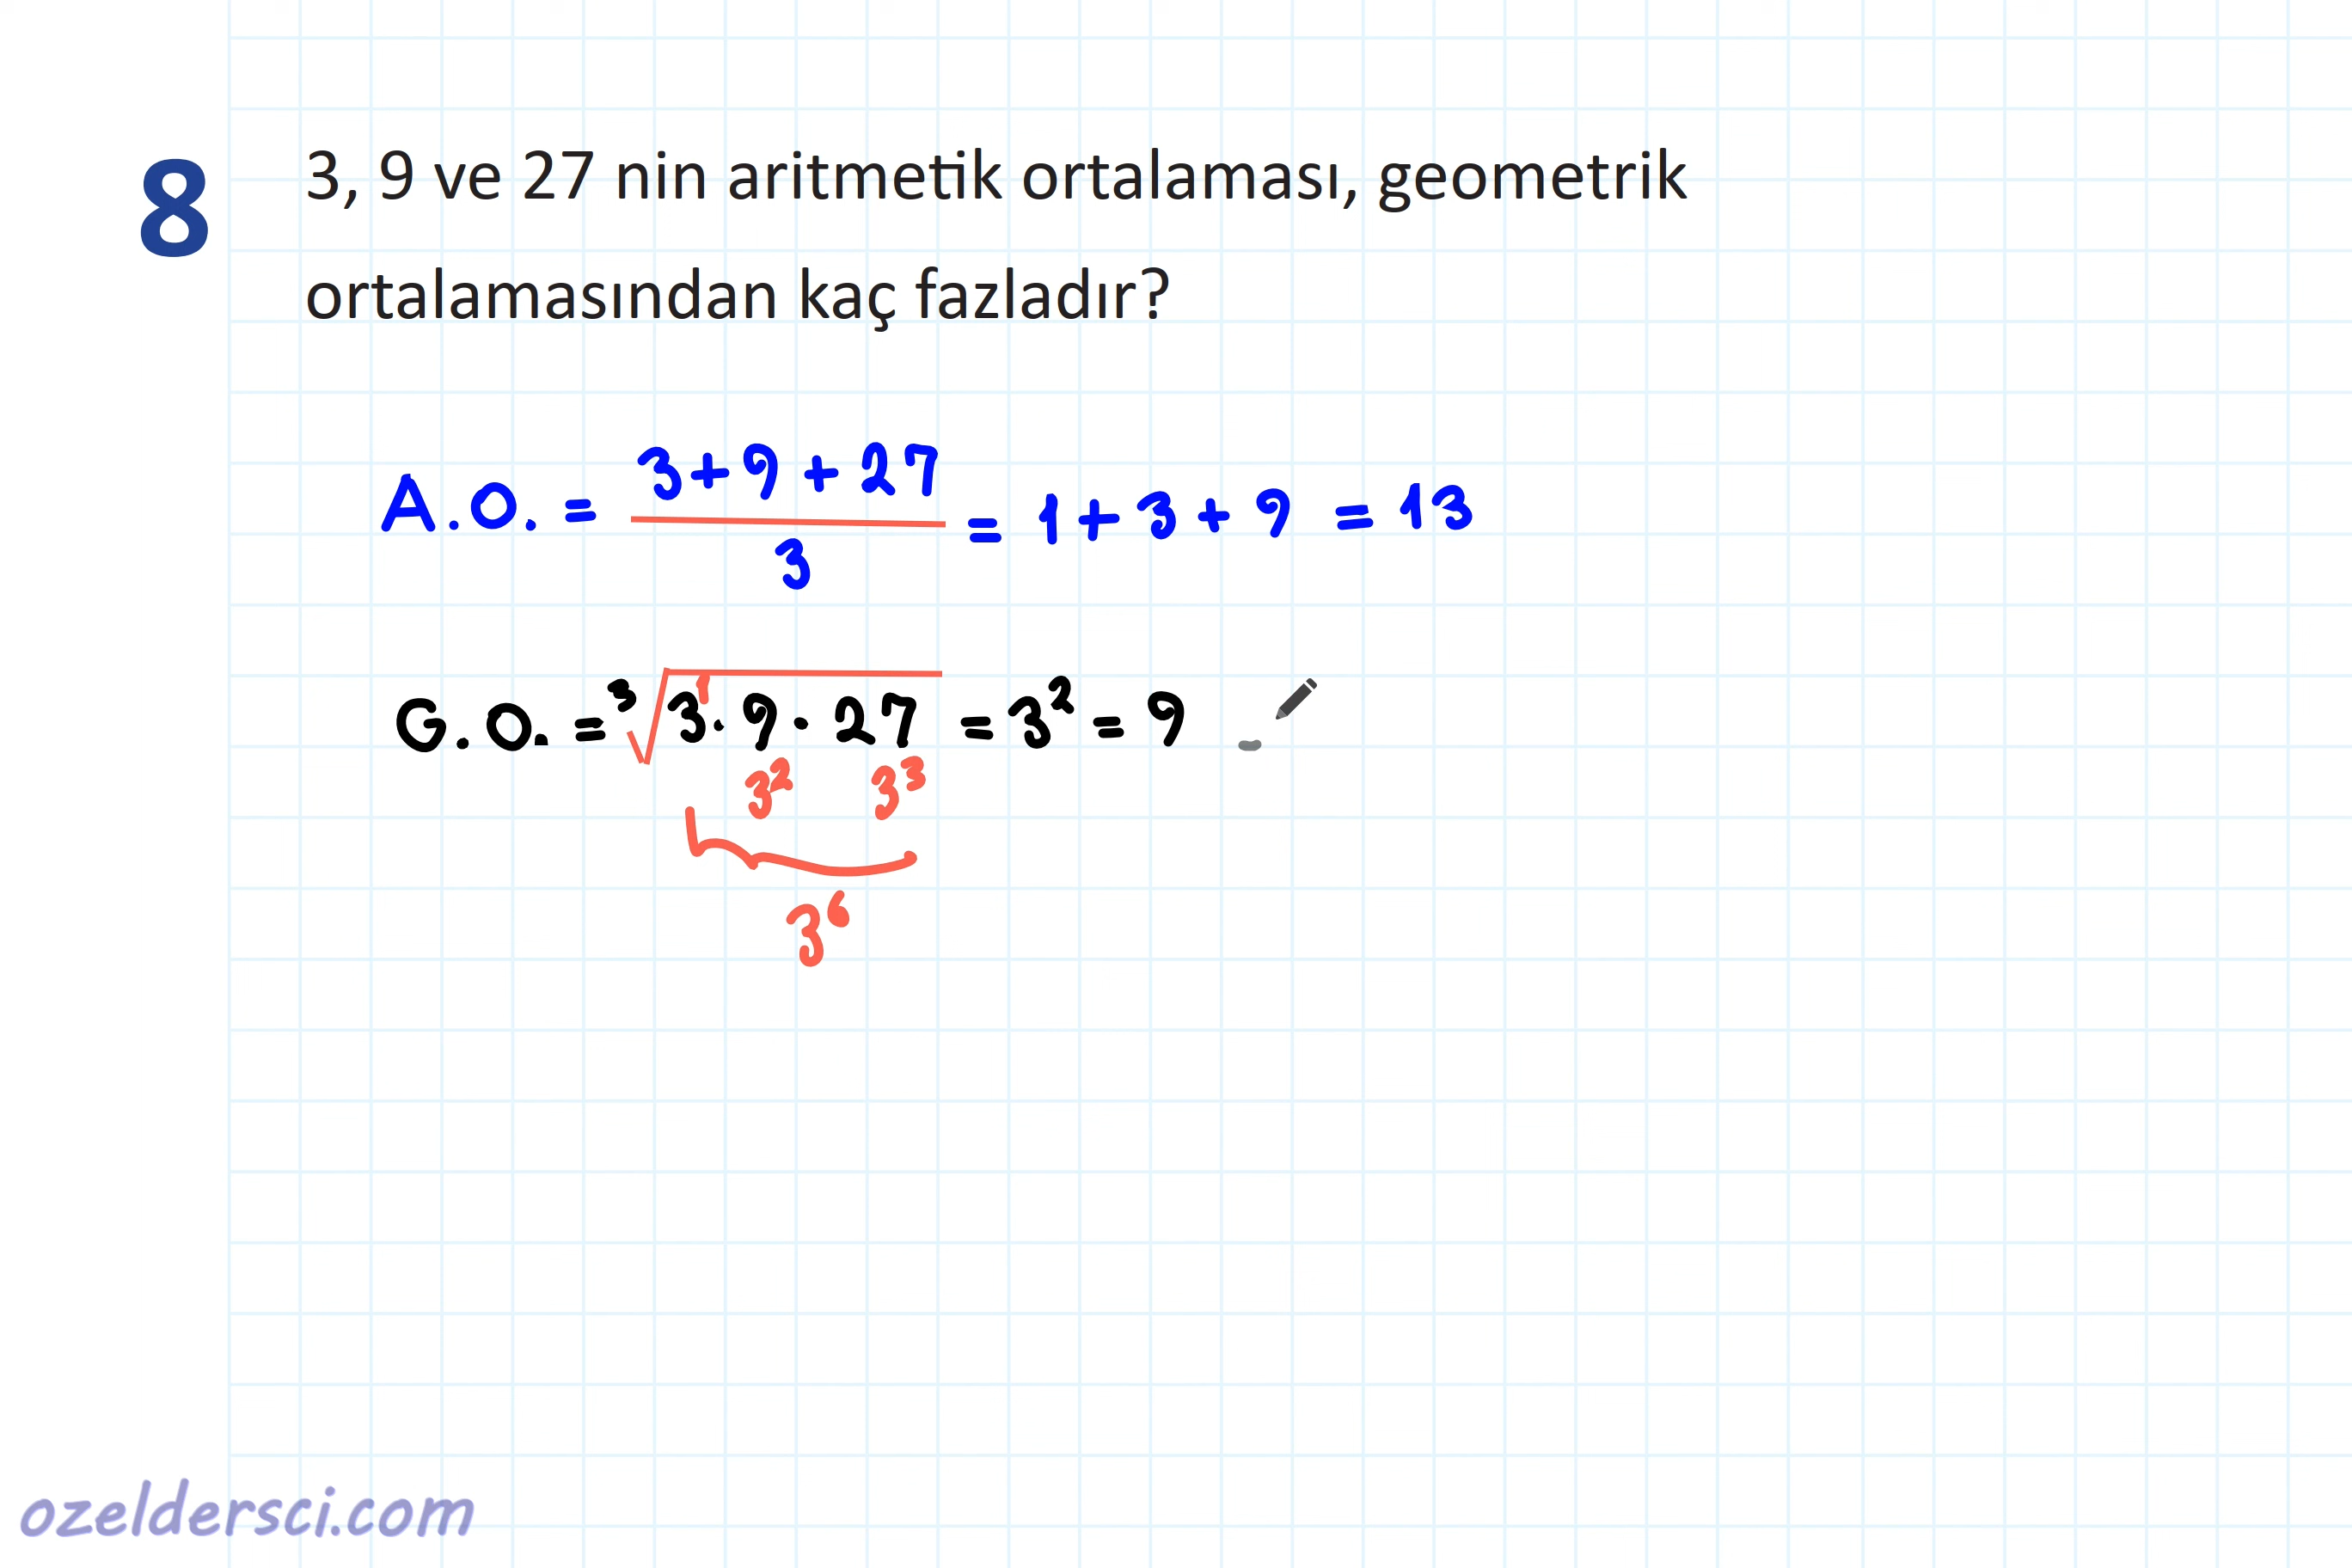 8
3, 9 ve 27 nin aritmetik ortalaması, geometrik
ortalamasından kaç fazladır?
A.O. = (3+9+27)/3 = 1+3+9 = 13
G.O. = ³√(3¹·9·27) = 3² = 9
3² 3³
3⁶
ozeldersci.com